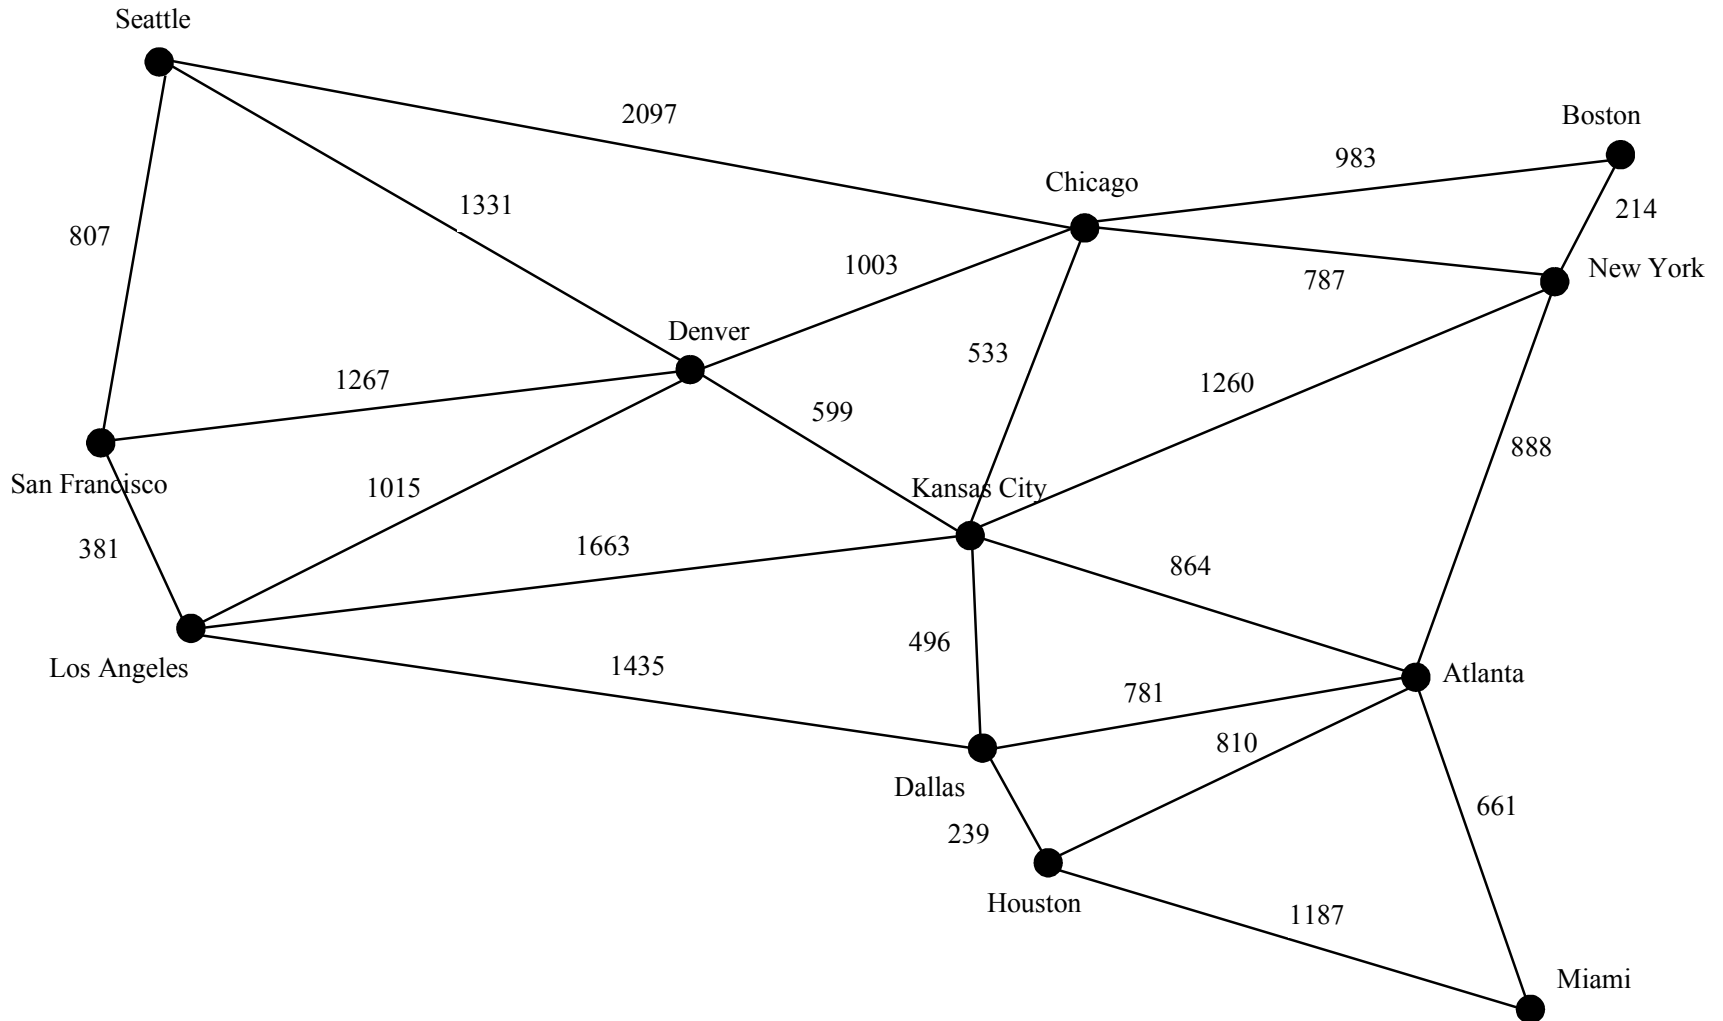 Seattle
2097
Boston
983
Chicago
1331
214
807
1003
New York
787
Denver
533
1267
1260
599
888
San Francisco
1015
Kansas City
381
1663
864
496
Los Angeles
1435
Atlanta
781
810
Dallas
661
239
Houston
1187
Miami